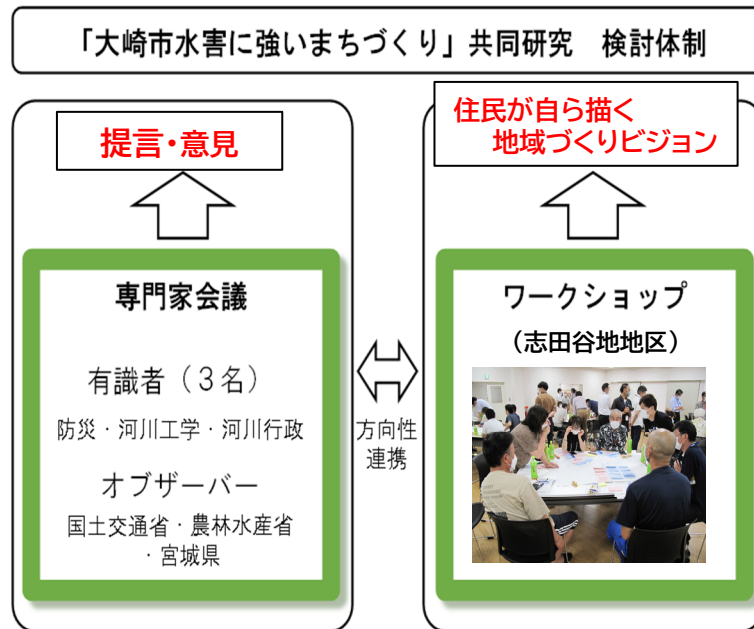 「大崎市水害に強いまちづくり」共同研究　検討体制
提言・意見
専門家会議
有識者（３名）
防災・河川工学・河川行政
オブザーバー
国土交通省・農林水産省
・宮城県
方向性
連携
住民が自ら描く
地域づくりビジョン
ワークショップ
（志田谷地地区）